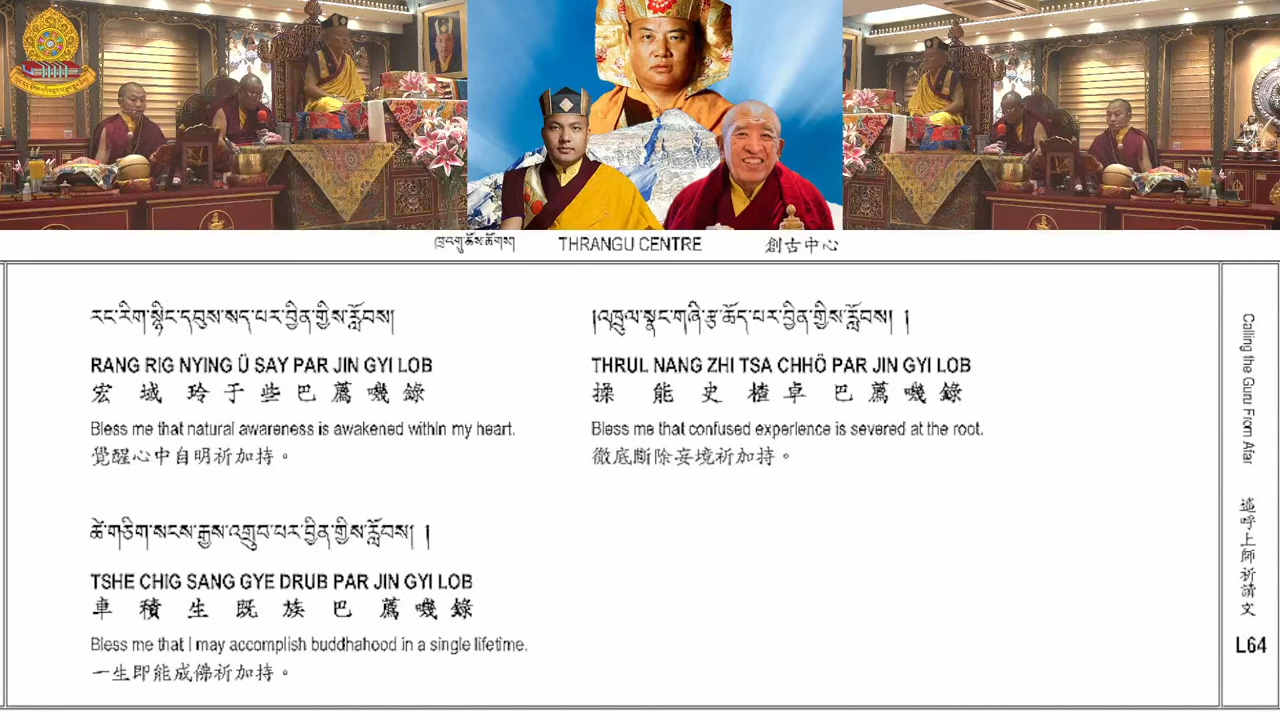 ཁྲ་འགུ་ཆོས་ཚོགས། THRANGU CENTRE 創古中心
རང་རིག་སྙིང་དབུས་སད་པར་བྱིན་གྱིས་རློབས།
RANG RIG NYING Ü SAY PAR JIN GYI LOB
宏 域 玲 于 些 巴 薦 嘰 錄
Bless me that natural awareness is awakened within my heart.
覺醒心中自明祈加持。
།འཁྲུལ་སྣང་གཞི་རྩ་ཆོད་པར་བྱིན་གྱིས་རློབས། །
THRUL NANG ZHI TSA CHHÖ PAR JIN GYI LOB
揉 能 史 楂 卓 巴 薦 嘰 錄
Bless me that confused experience is severed at the root.
徹底斷除妄境祈加持。
ཚེ་གཅིག་སངས་རྒྱས་འགྲུབ་པར་བྱིན་གྱིས་རློབས། །
TSHE CHIG SANG GYE DRUB PAR JIN GYI LOB
車 積 生 既 族 巴 薦 嘰 錄
Bless me that I may accomplish buddhahood in a single lifetime.
一生即能成佛祈加持。
Calling the Guru From Afar
遙呼上師祈請文
L64